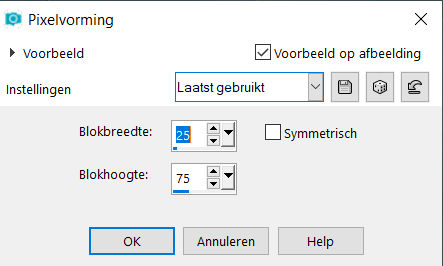 Pixelvorming
Voorbeeld
Voorbeeld op afbeelding
Instellingen
Laatst gebruikt
Blokbreedte:
25
Symmetrisch
Blokhoogte:
75
OK
Annuleren
Help